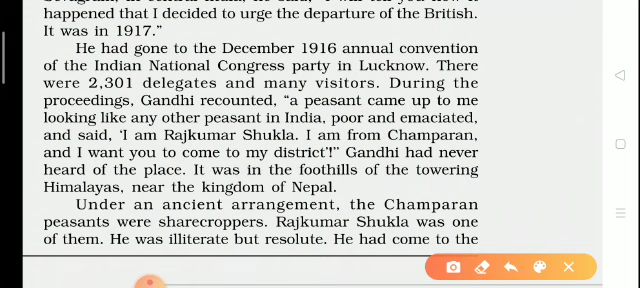 happened that I decided to urge the departure of the British.
It was in 1917."
He had gone to the December 1916 annual convention
of the Indian National Congress party in Lucknow. There
were 2,301 delegates and many visitors. During the
proceedings, Gandhi recounted, "a peasant came up to me
looking like any other peasant in India, poor and emaciated,
and said, 'I am Rajkumar Shukla. I am from Champaran,
and I want you to come to my district'!" Gandhi had never
heard of the place. It was in the foothills of the towering
Himalayas, near the kingdom of Nepal.
Under an ancient arrangement, the Champaran
peasants were sharecroppers. Rajkumar Shukla was one
of them. He was illiterate but resolute. He had come to the